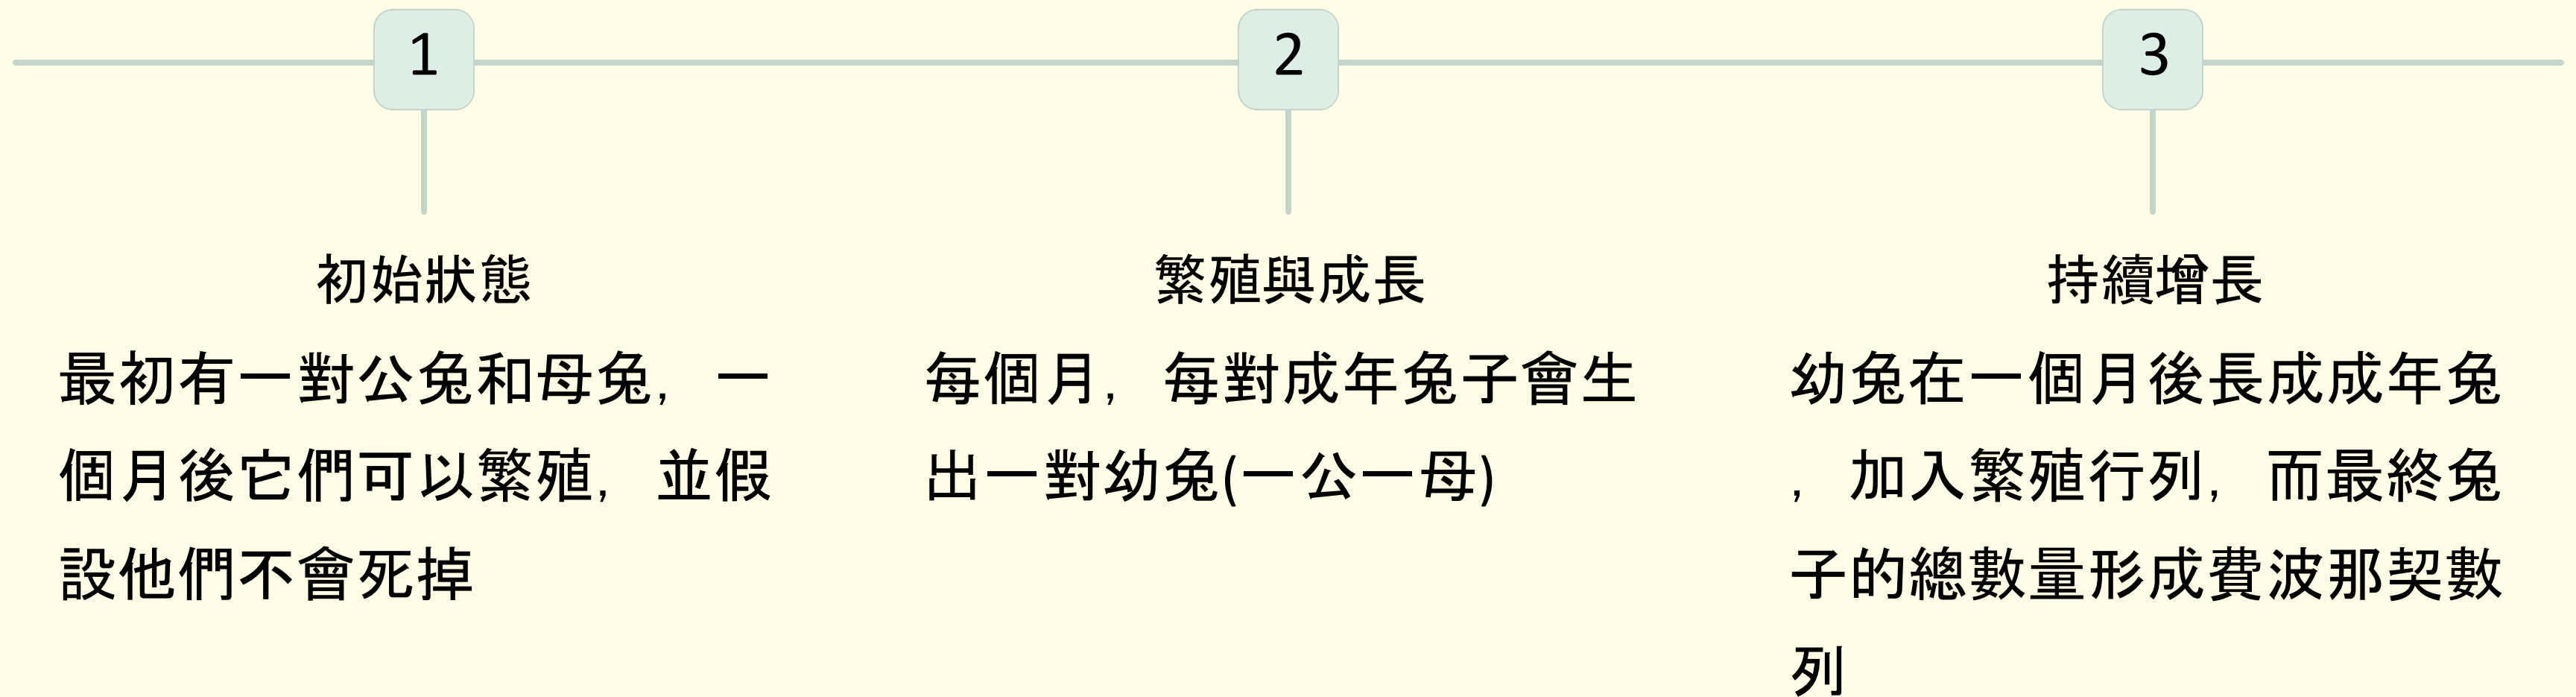 1
初始狀態
最初有一對公兔和母兔，一
個月後它們可以繁殖，並假
設他們不會死掉
2
繁殖與成長
每個月，每對成年兔子會生
出一對幼兔(一公一母)
3
持續增長
幼兔在一個月後長成成年兔
，加入繁殖行列，而最終兔
子的總數量形成費波那契數
列